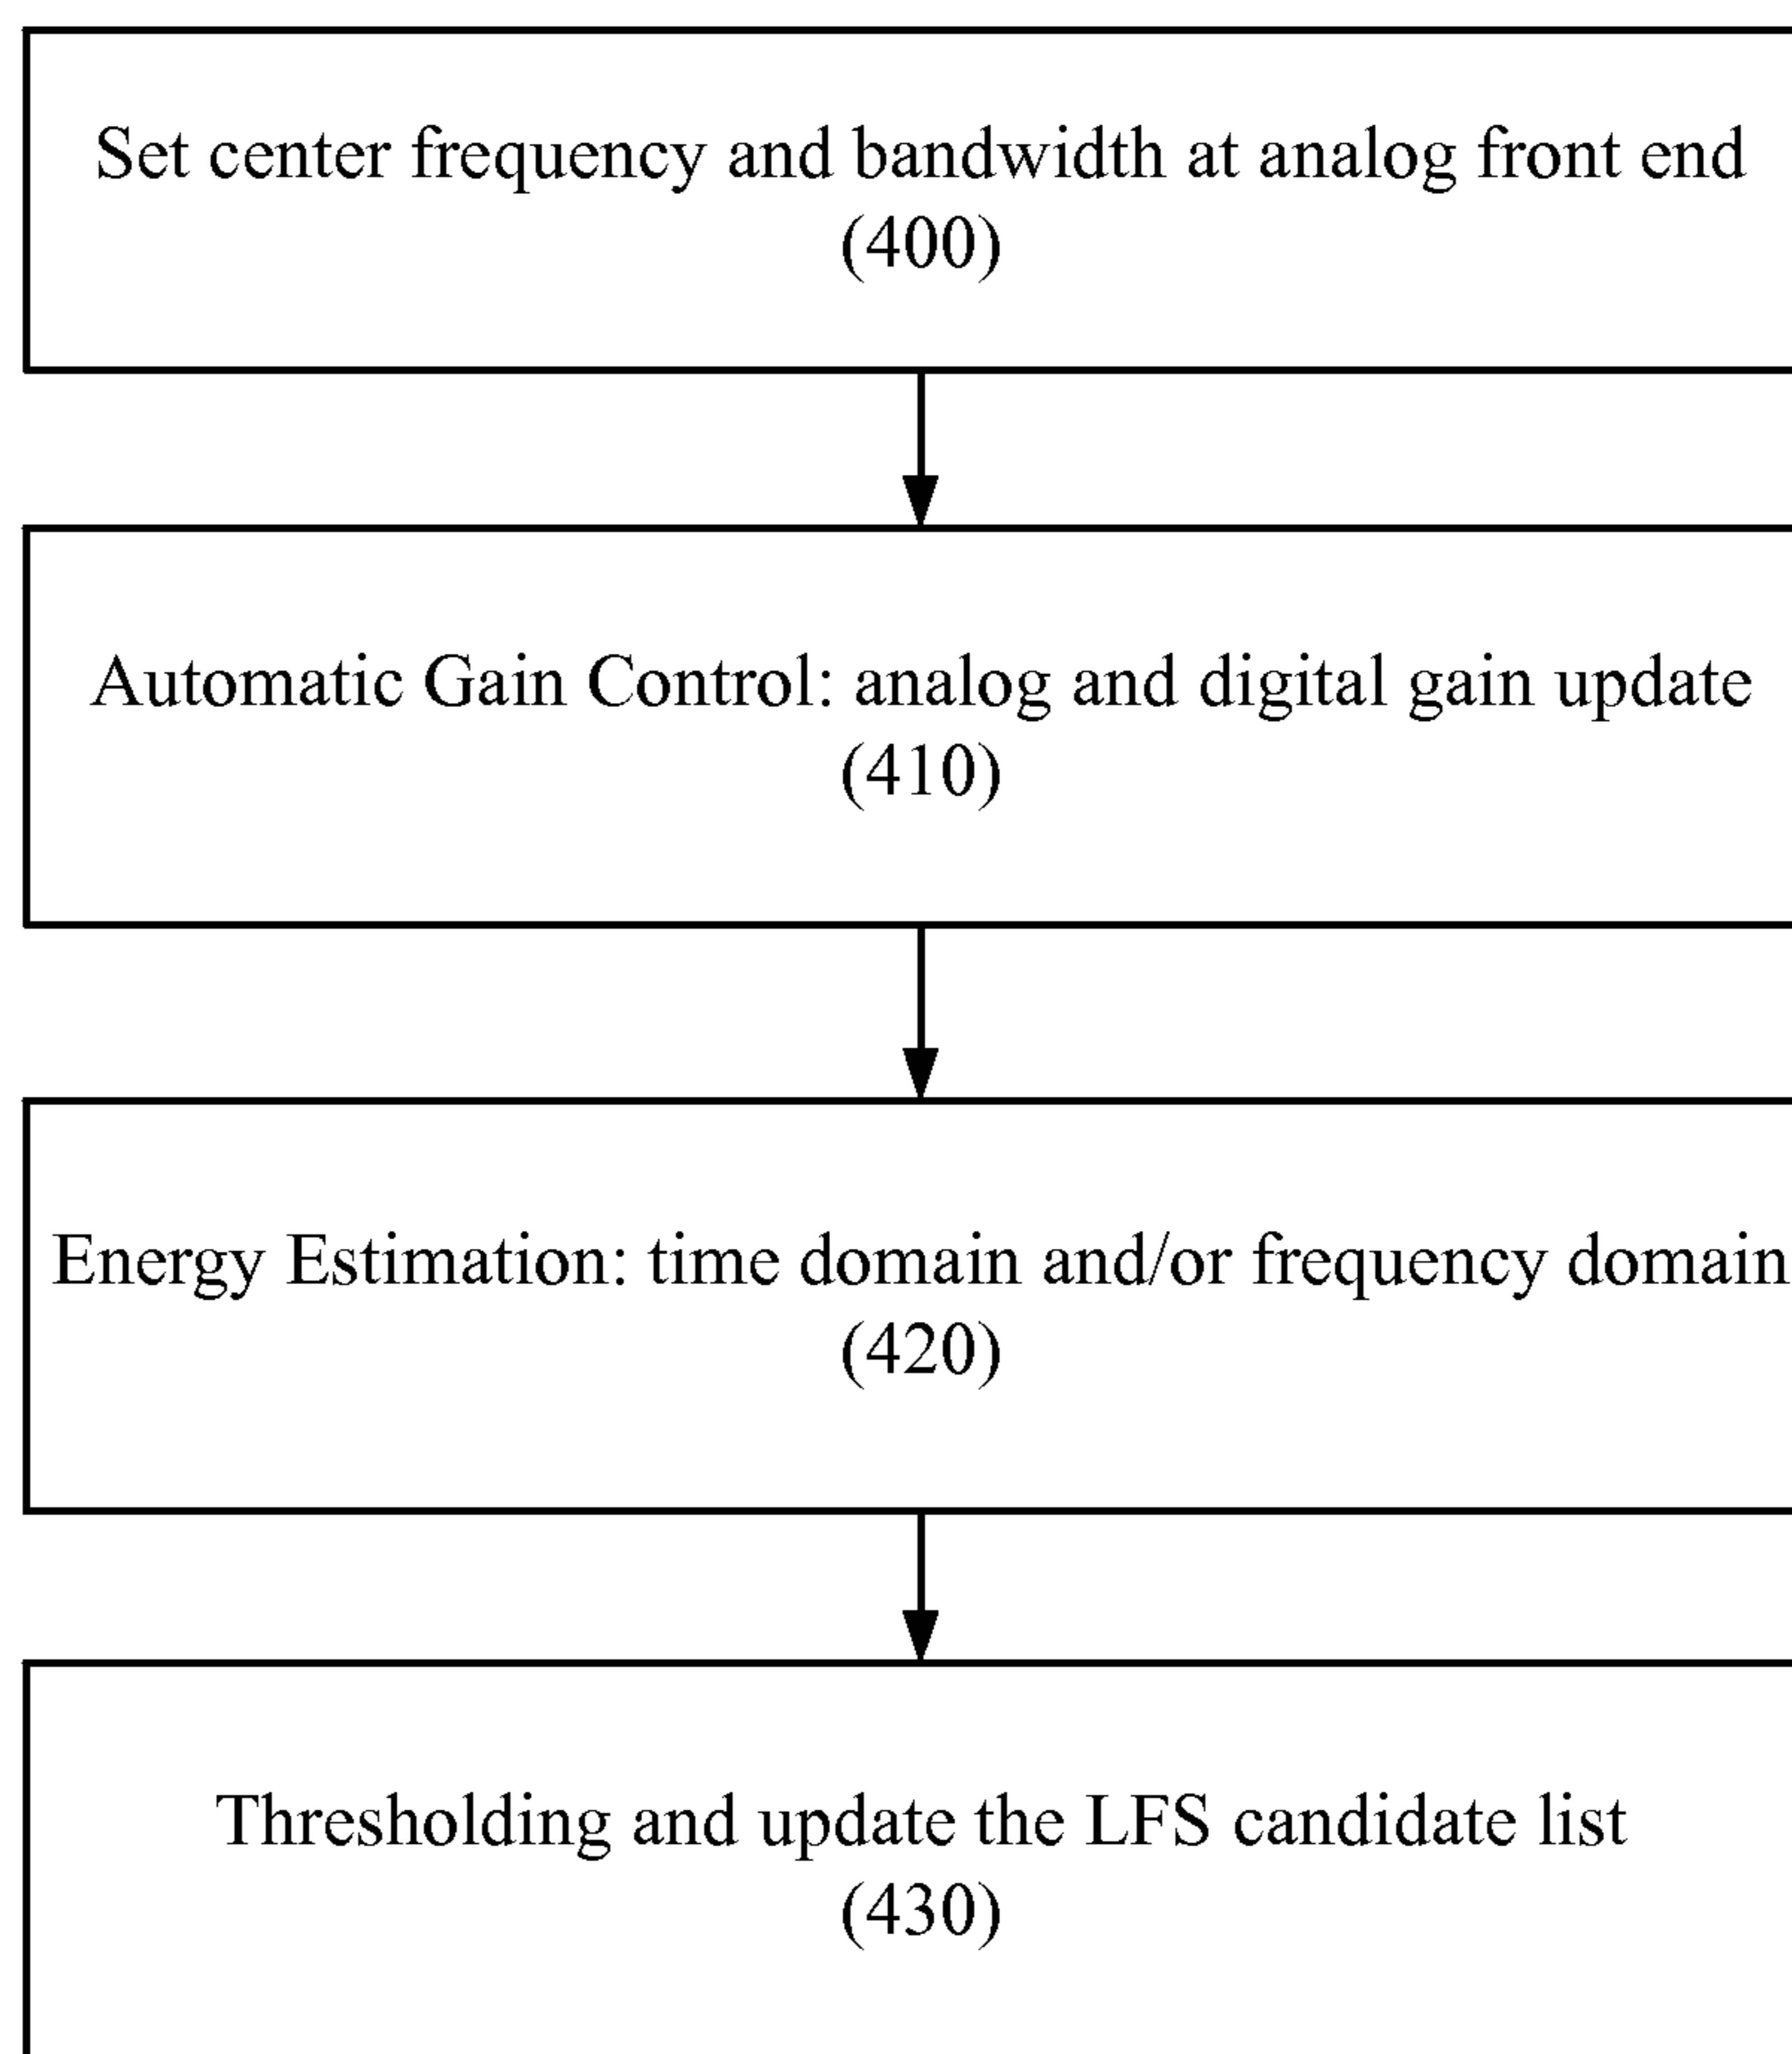 Set center frequency and bandwidth at analog front end
(400)
Automatic Gain Control: analog and digital gain update
(410)
Energy Estimation: time domain and/or frequency domain
(420)
Thresholding and update the LFS candidate list
(430)